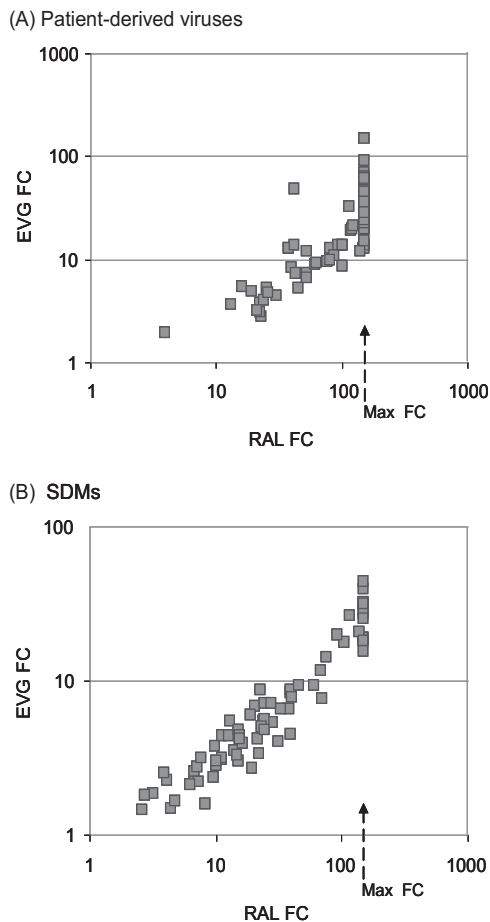 (A) Patient-derived viruses
1000
100
10
1
EVG FC
1 10 100 1000
Max FC
RAL FC
(B) SDMs
100
10
1
EVG FC
1 10 100 1000
Max FC
RAL FC